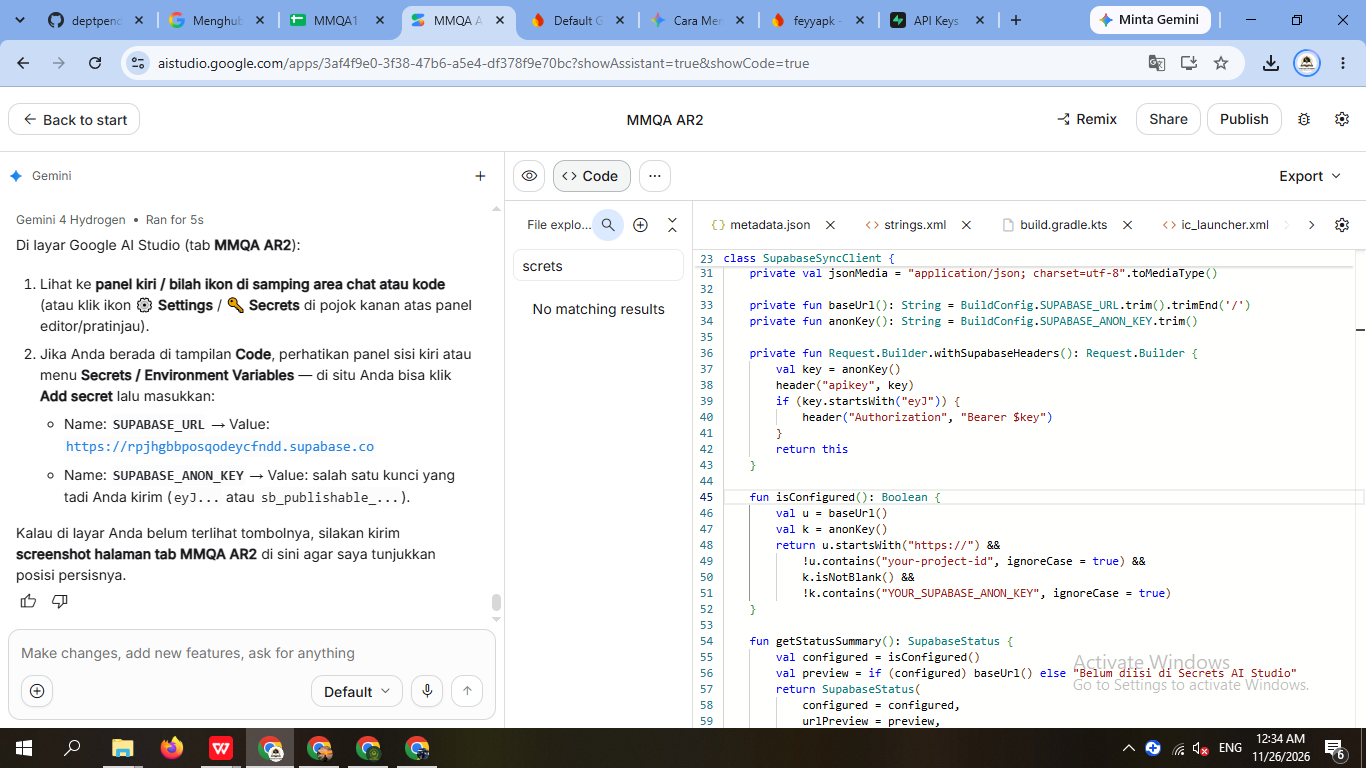 deptpenc
Menghub
MMQA1
MMQA A
Default G
Cara Mer
feyyapk -
API Keys
Minta Gemini
aistudio.google.com/apps/3af4f9e0-3f38-47b6-a5e4-df378f9e70bc?showAssistant=true&showCode=true
Back to start
MMQA AR2
Remix
Share
Publish
Gemini
Gemini 4 Hydrogen • Ran for 5s
Di layar Google AI Studio (tab MMQA AR2):
1. Lihat ke panel kiri / bilah ikon di samping area chat atau kode
(atau klik ikon ⚙️ Settings / 🔑 Secrets di pojok kanan atas panel
editor/pratinjau).
2. Jika Anda berada di tampilan Code, perhatikan panel sisi kiri atau
menu Secrets / Environment Variables — di situ Anda bisa klik
Add secret lalu masukkan:
Name: SUPABASE_URL → Value:
https://rpjhgbbposqodeycfndd.supabase.co
Name: SUPABASE_ANON_KEY → Value: salah satu kunci yang
tadi Anda kirim (eyJ... atau sb_publishable_...).
Kalau di layar Anda belum terlihat tombolnya, silakan kirim
screenshot halaman tab MMQA AR2 di sini agar saya tunjukkan
posisi persisnya.
Make changes, add new features, ask for anything
Default
Code
Export
File explo...
screts
No matching results
metadata.json
strings.xml
build.gradle.kts
ic_launcher.xml
23 class SupabaseSyncClient {
31 private val jsonMedia = "application/json; charset=utf-8".toMediaType()
32
33 private fun baseUrl(): String = BuildConfig.SUPABASE_URL.trim().trimEnd('/')
34 private fun anonKey(): String = BuildConfig.SUPABASE_ANON_KEY.trim()
35
36 private fun Request.Builder.withSupabaseHeaders(): Request.Builder {
37 val key = anonKey()
38 header("apikey", key)
39 if (key.startsWith("eyJ")) {
40 header("Authorization", "Bearer $key")
41 }
42 return this
43 }
44
45 fun isConfigured(): Boolean {
46 val u = baseUrl()
47 val k = anonKey()
48 return u.startsWith("https://") &&
49 !u.contains("your-project-id", ignoreCase = true) &&
50 k.isNotBlank() &&
51 !k.contains("YOUR_SUPABASE_ANON_KEY", ignoreCase = true)
52 }
53
54 fun getStatusSummary(): SupabaseStatus {
55 val configured = isConfigured()
56 val preview = if (configured) baseUrl() else "Belum diisi di Secrets AI Studio"
57 return SupabaseStatus(
58 configured = configured,
59 urlPreview = preview,
Activate Windows
Go to Settings to activate Windows.
ENG
12:34 AM
11/26/2026
6